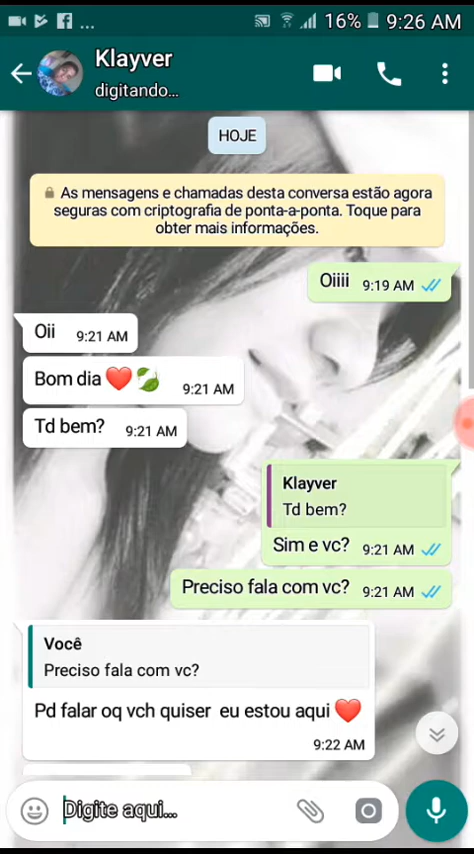 16% 9:26 AM
Klayver
digitando...
HOJE
As mensagens e chamadas desta conversa estão agora
seguras com criptografia de ponta-a-ponta. Toque para
obter mais informações.
Oiiii 9:19 AM
Oii 9:21 AM
Bom dia ❤️🍃 9:21 AM
Td bem? 9:21 AM
Klayver
Td bem?
Sim e vc? 9:21 AM
Preciso fala com vc? 9:21 AM
Você
Preciso fala com vc?
Pd falar oq vch quiser eu estou aqui ❤️
9:22 AM
Digite aqui...